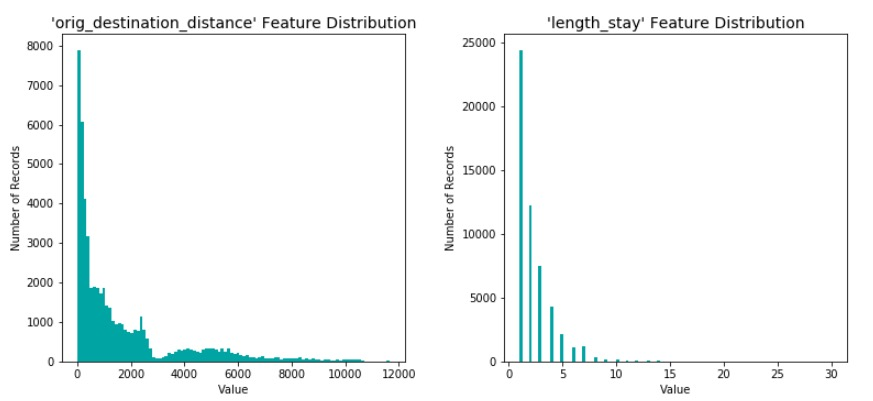 'orig_destination_distance' Feature Distribution
8000
7000
6000
5000
4000
3000
2000
1000
0
Number of Records
0 2000 4000 6000 8000 10000 12000
Value
'length_stay' Feature Distribution
25000
20000
15000
10000
5000
0
Number of Records
0 5 10 15 20 25 30
Value